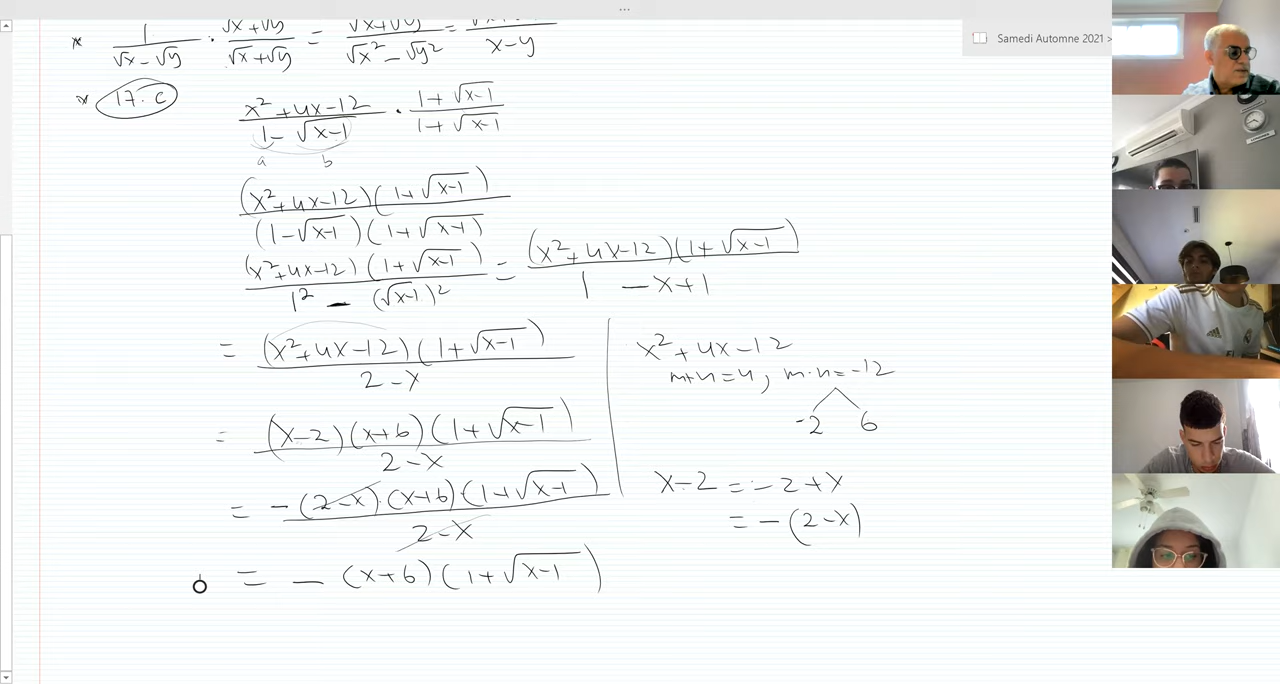 ...
Samedi Automne 2021 >
* 1/(√x - √y) · (√x + √y)/(√x + √y) = (√x + √y)/(√x² - √y²) = /(x - y)
* 17. c
(x² + 4x - 12)/(1 - √(x-1)) · (1 + √(x-1))/(1 + √(x-1))
a b
(x² + 4x - 12)(1 + √(x-1))/((1 - √(x-1))(1 + √(x-1)))
(x² + 4x - 12)(1 + √(x-1))/(1² - (√(x-1))²) = (x² + 4x - 12)(1 + √(x-1))/(1 - x + 1)
= (x² + 4x - 12)(1 + √(x-1))/(2 - x)
= (x - 2)(x + 6)(1 + √(x-1))/(2 - x)
= -(2 - x)(x + 6)(1 + √(x-1))/(2 - x)
= - (x + 6)(1 + √(x-1))
x² + 4x - 12
m+n = 4, m·n = -12
-2 6
x - 2 = -2 + x
= -(2 - x)